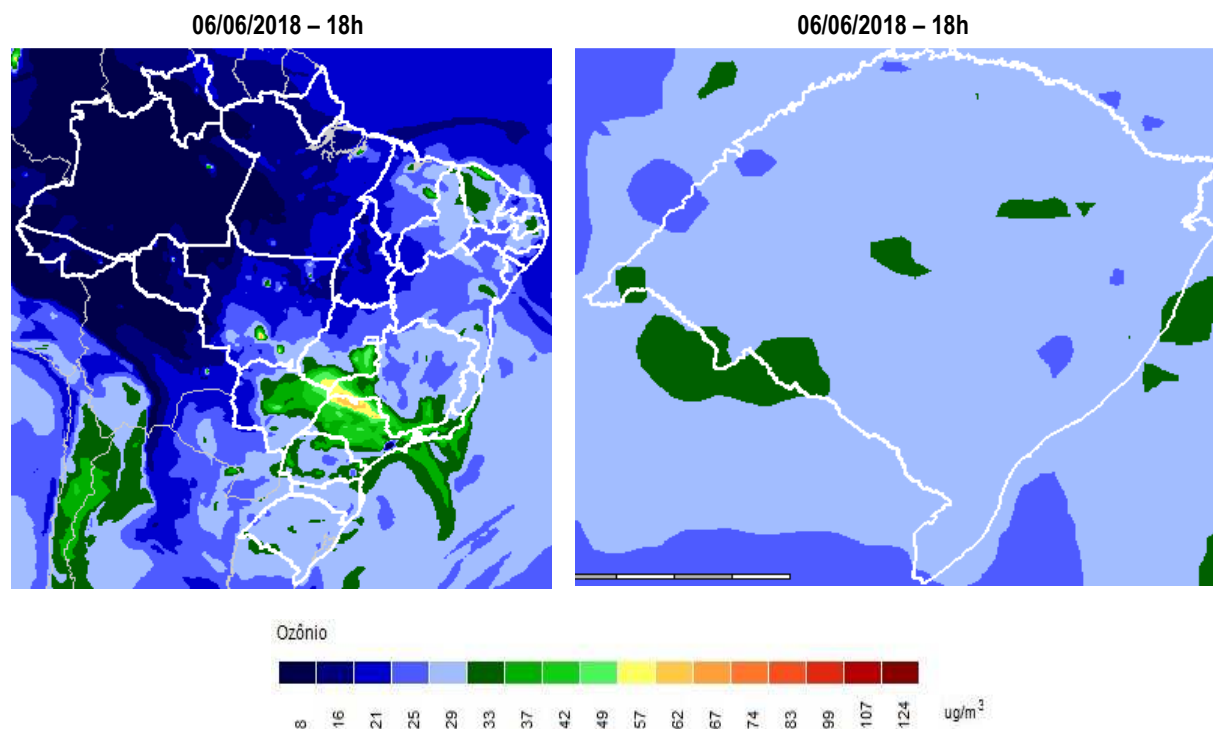 06/06/2018 – 18h
06/06/2018 – 18h
Ozônio
8 16 21 25 29 33 37 42 49 57 62 67 74 83 99 107 124 ug/m³